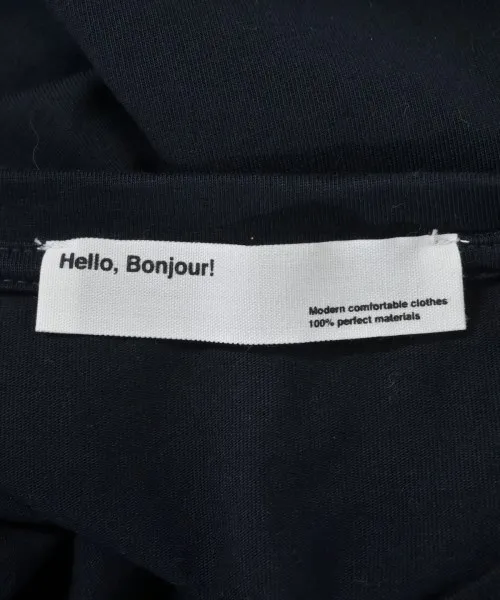 Hello, Bonjour!
Modern comfortable clothes
100% perfect materials